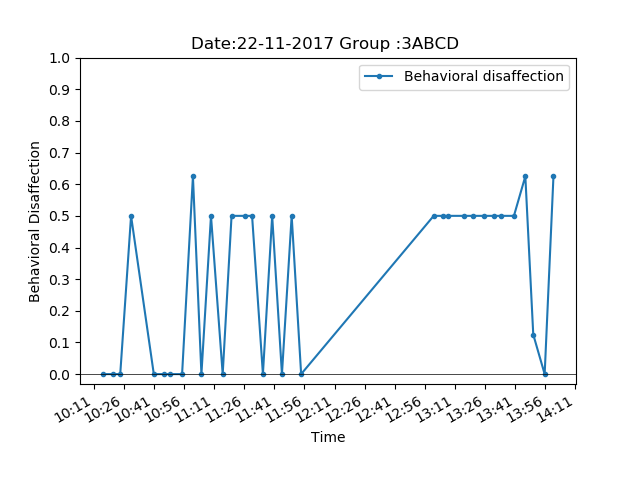 Date:22-11-2017 Group :3ABCD
Behavioral disaffection
1.0
0.9
0.8
0.7
0.6
0.5
0.4
0.3
0.2
0.1
0.0
Behavioral Disaffection
10:11 10:26 10:41 10:56 11:11 11:26 11:41 11:56 12:11 12:26 12:41 12:56 13:11 13:26 13:41 13:56 14:11
Time